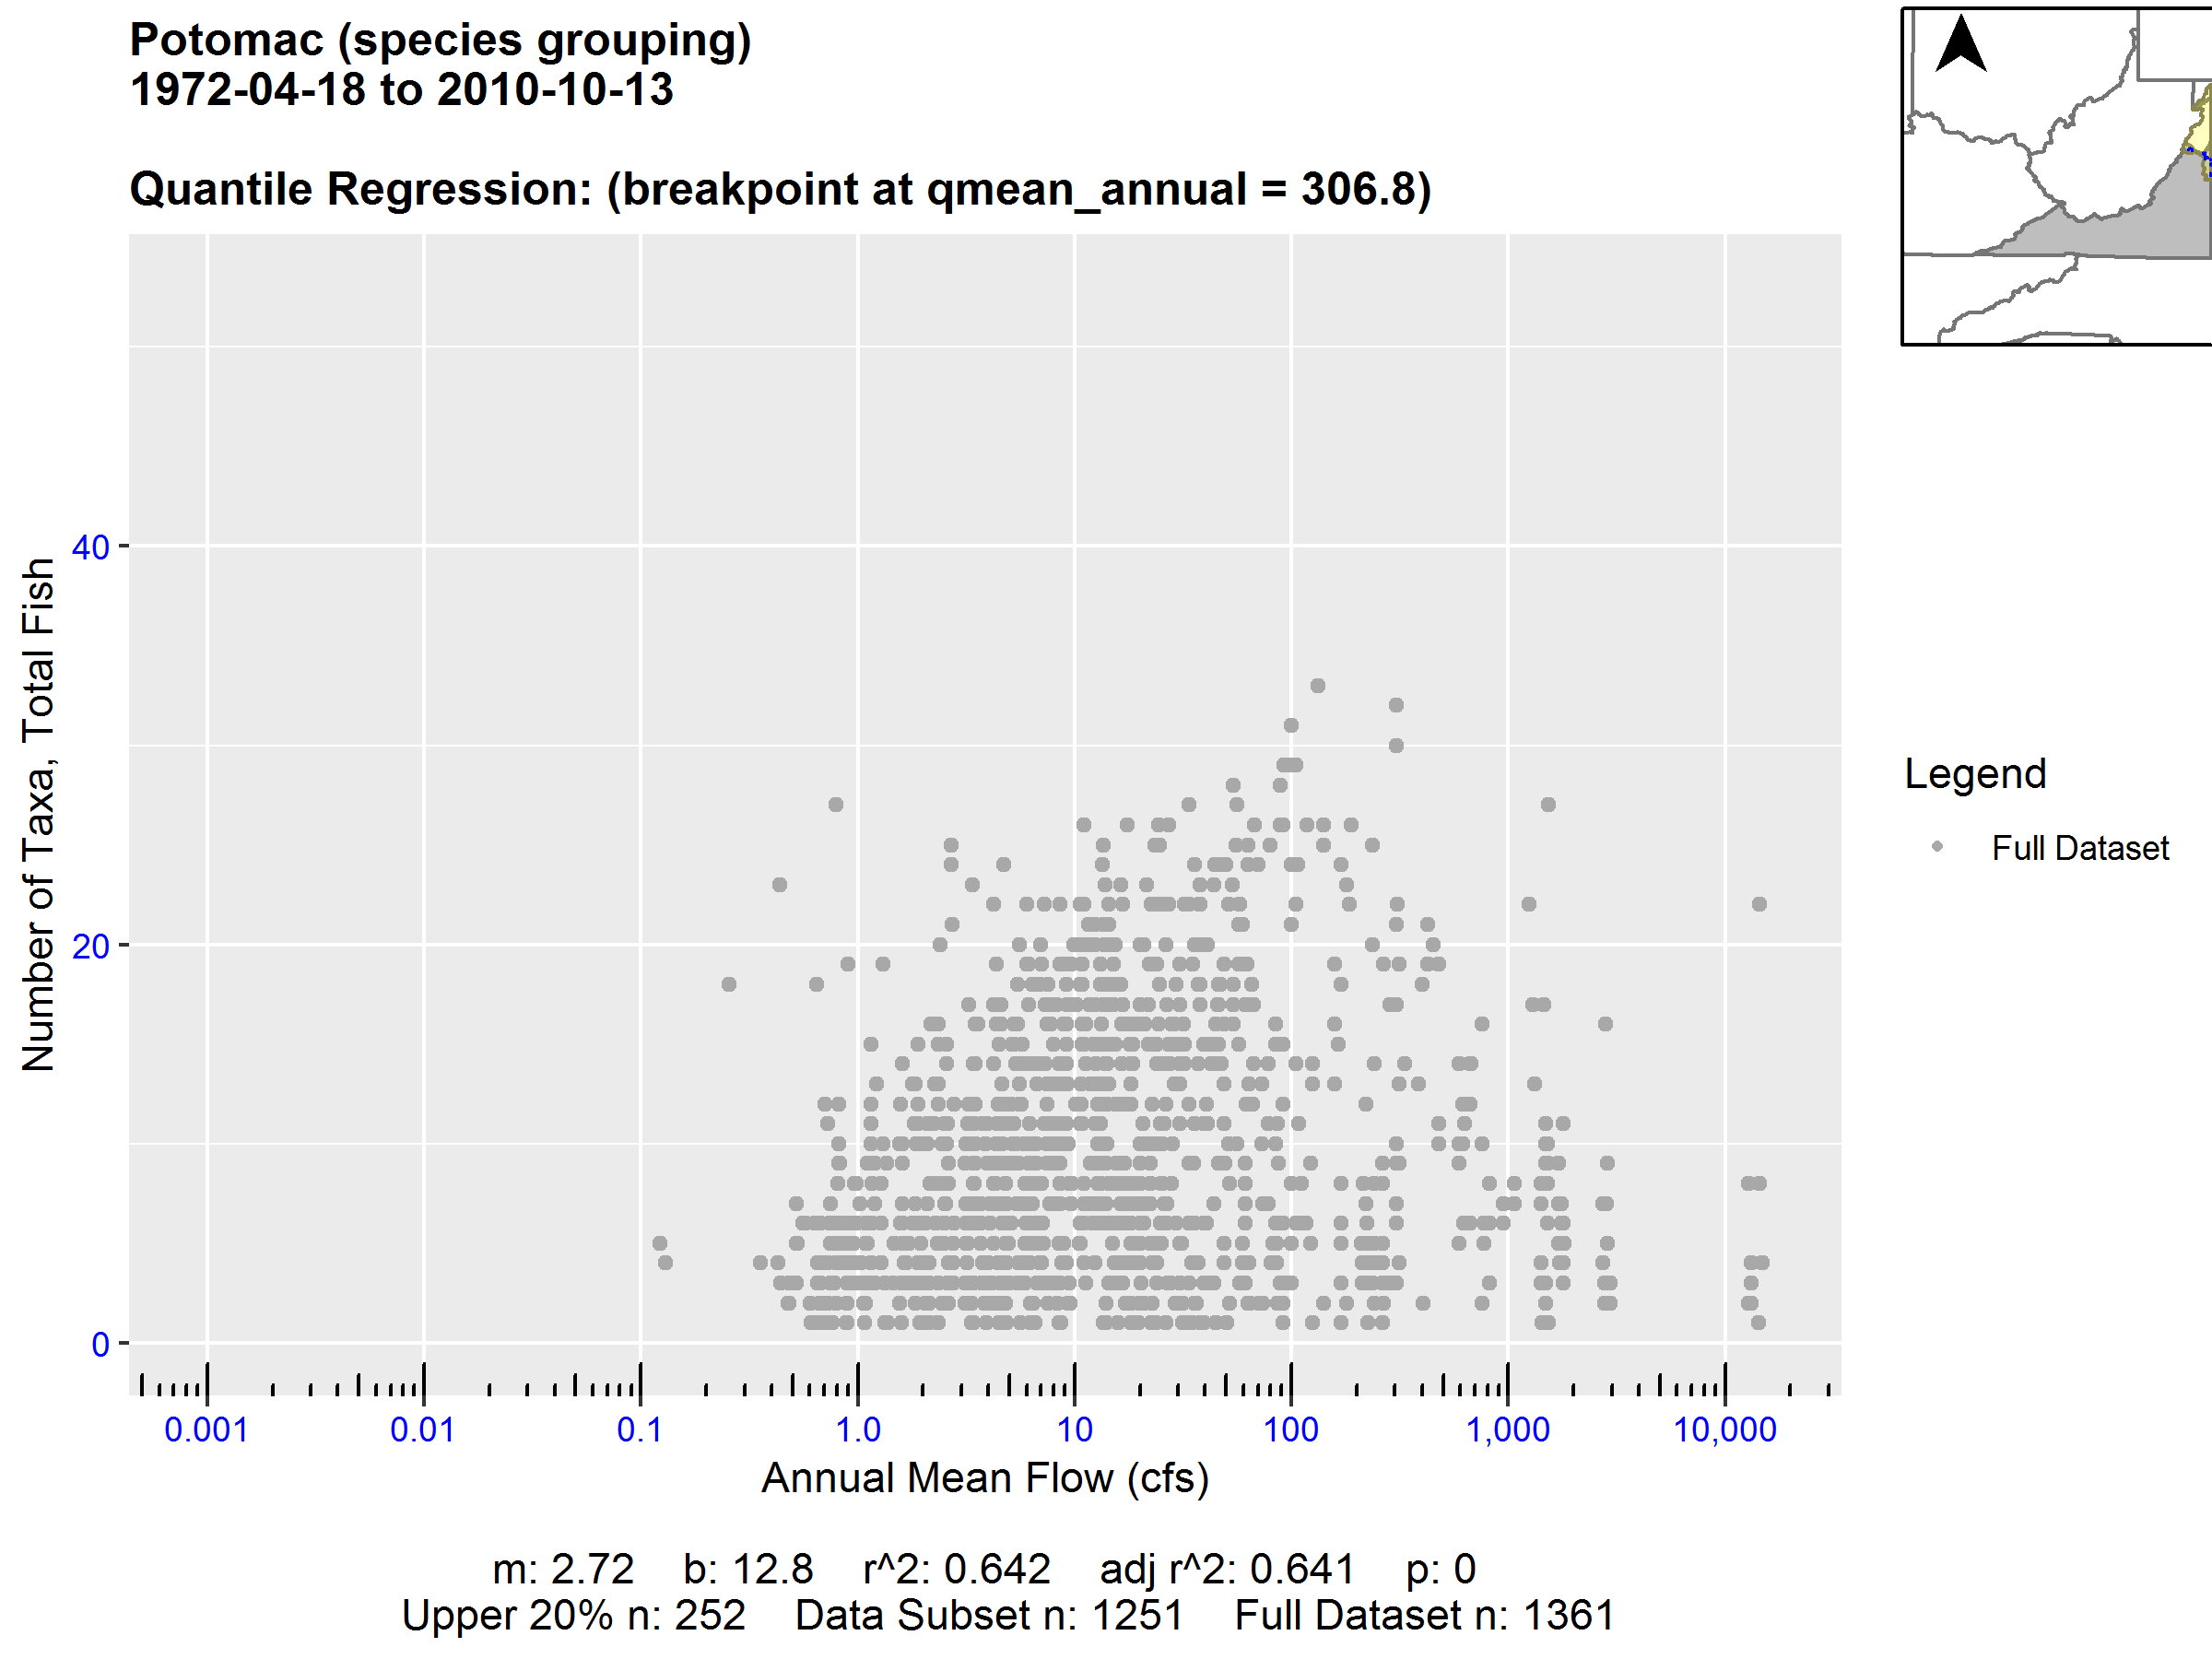 Potomac (species grouping)
1972-04-18 to 2010-10-13
Quantile Regression: (breakpoint at qmean_annual = 306.8)
Number of Taxa, Total Fish
40
20
0
0.001 0.01 0.1 1.0 10 100 1,000 10,000
Annual Mean Flow (cfs)
Legend
Full Dataset
m: 2.72 b: 12.8 r^2: 0.642 adj r^2: 0.641 p: 0
Upper 20% n: 252 Data Subset n: 1251 Full Dataset n: 1361